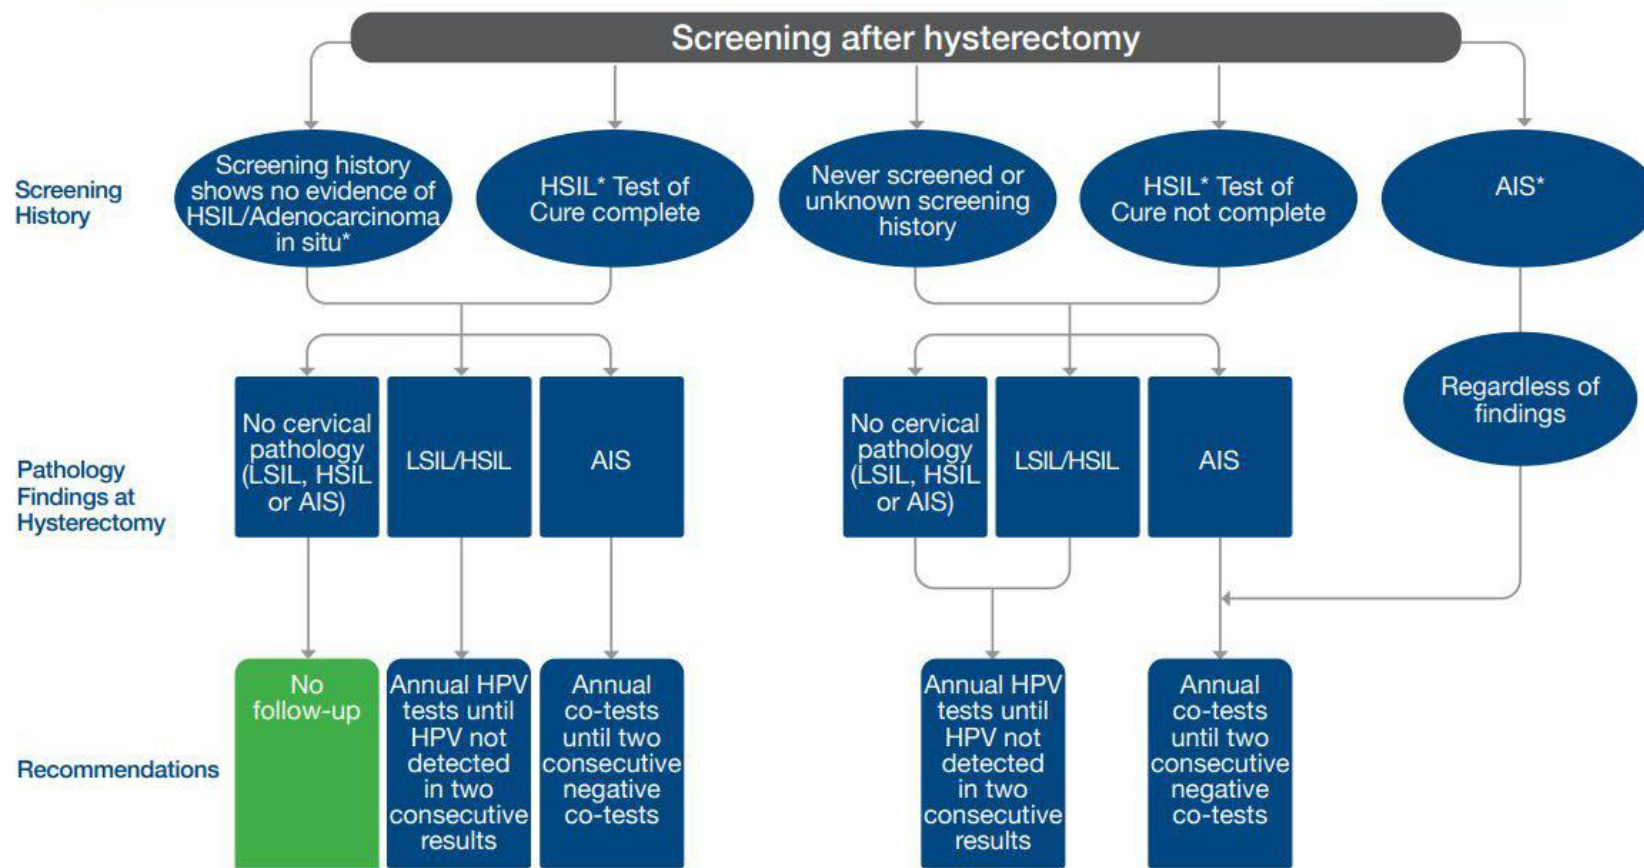 Screening after hysterectomy
Screening
History
Screening history
shows no evidence of
HSIL/Adenocarcinoma
in situ*
HSIL* Test of
Cure complete
Never screened or
unknown screening
history
HSIL* Test of
Cure not complete
AIS*
Regardless of
findings
Pathology
Findings at
Hysterectomy
No cervical
pathology
(LSIL, HSIL
or AIS)
LSIL/HSIL
AIS
No cervical
pathology
(LSIL, HSIL
or AIS)
LSIL/HSIL
AIS
Recommendations
No
follow-up
Annual HPV
tests until
HPV not
detected
in two
consecutive
results
Annual
co-tests
until two
consecutive
negative
co-tests
Annual HPV
tests until
HPV not
detected
in two
consecutive
results
Annual
co-tests
until two
consecutive
negative
co-tests